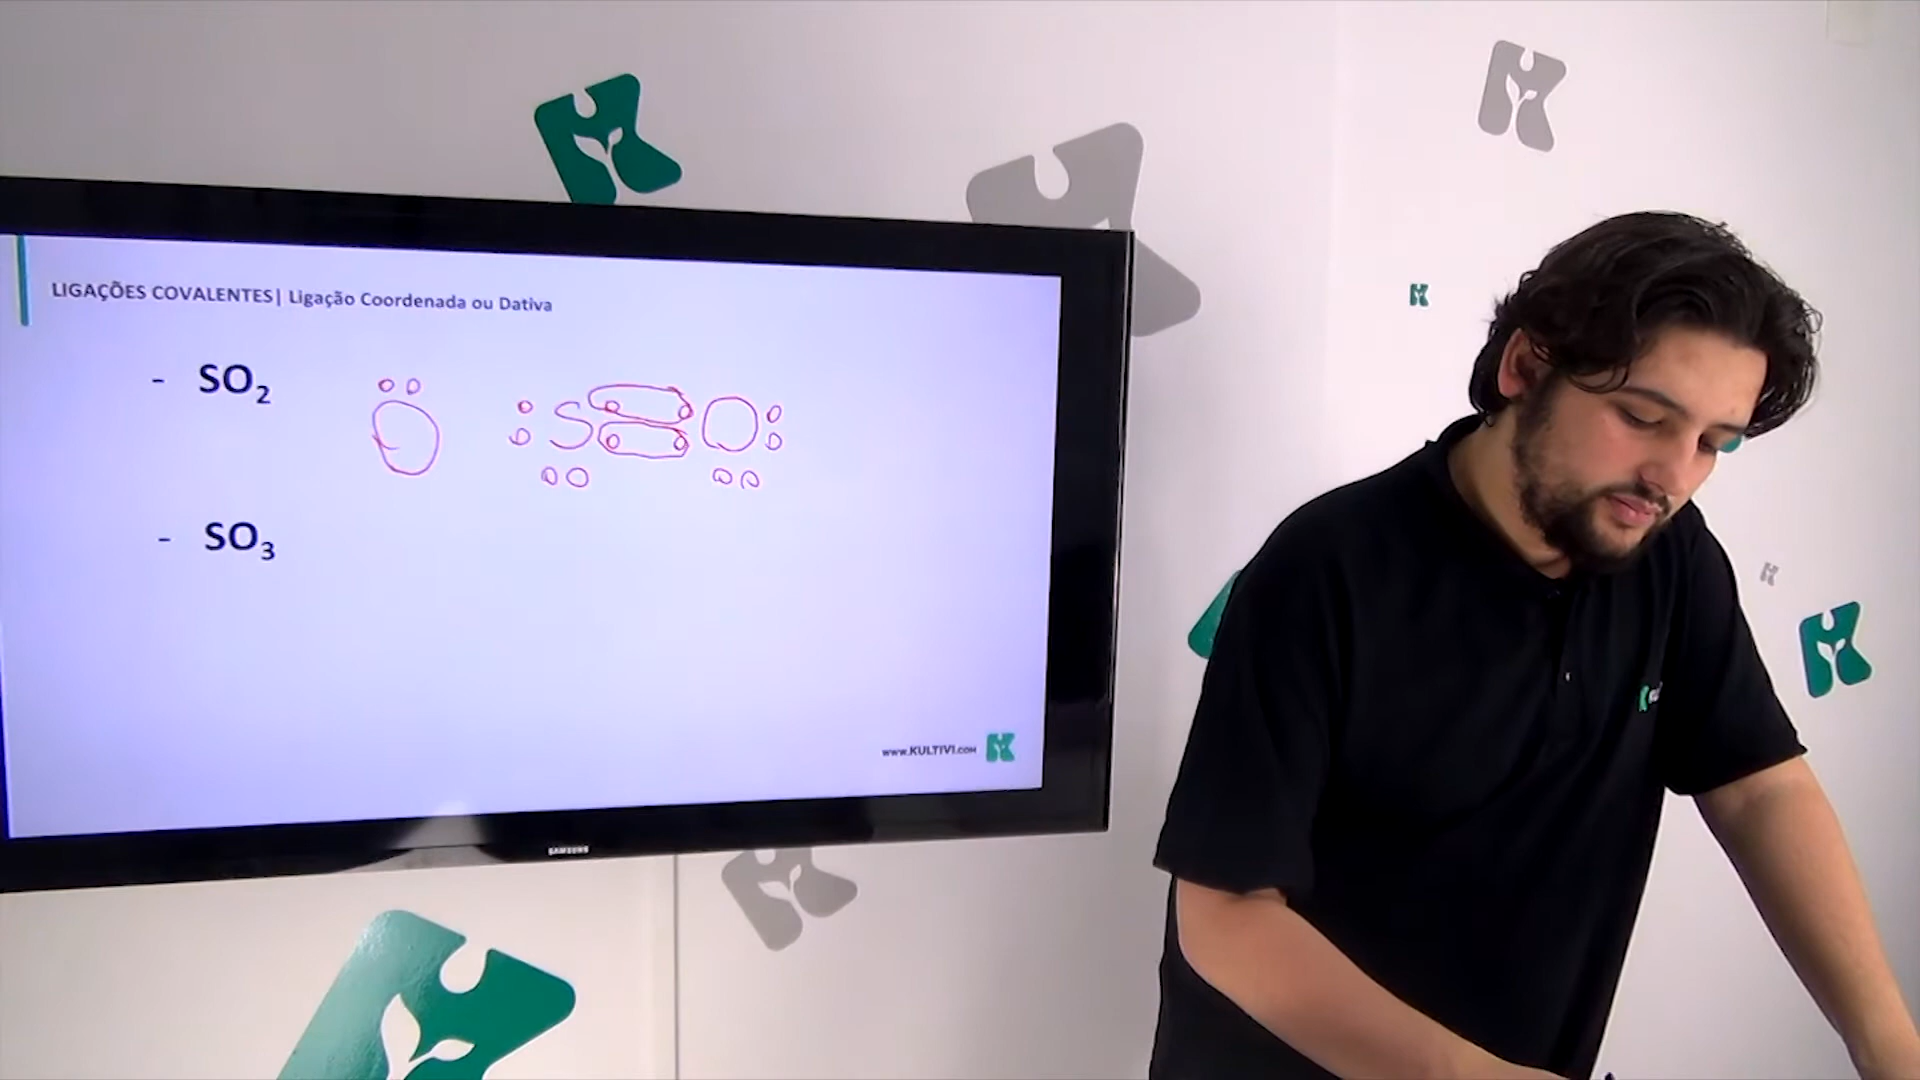 LIGAÇÕES COVALENTES| Ligação Coordenada ou Dativa
- SO₂
O S O
- SO₃
www.KULTIVI.COM
SAMSUNG